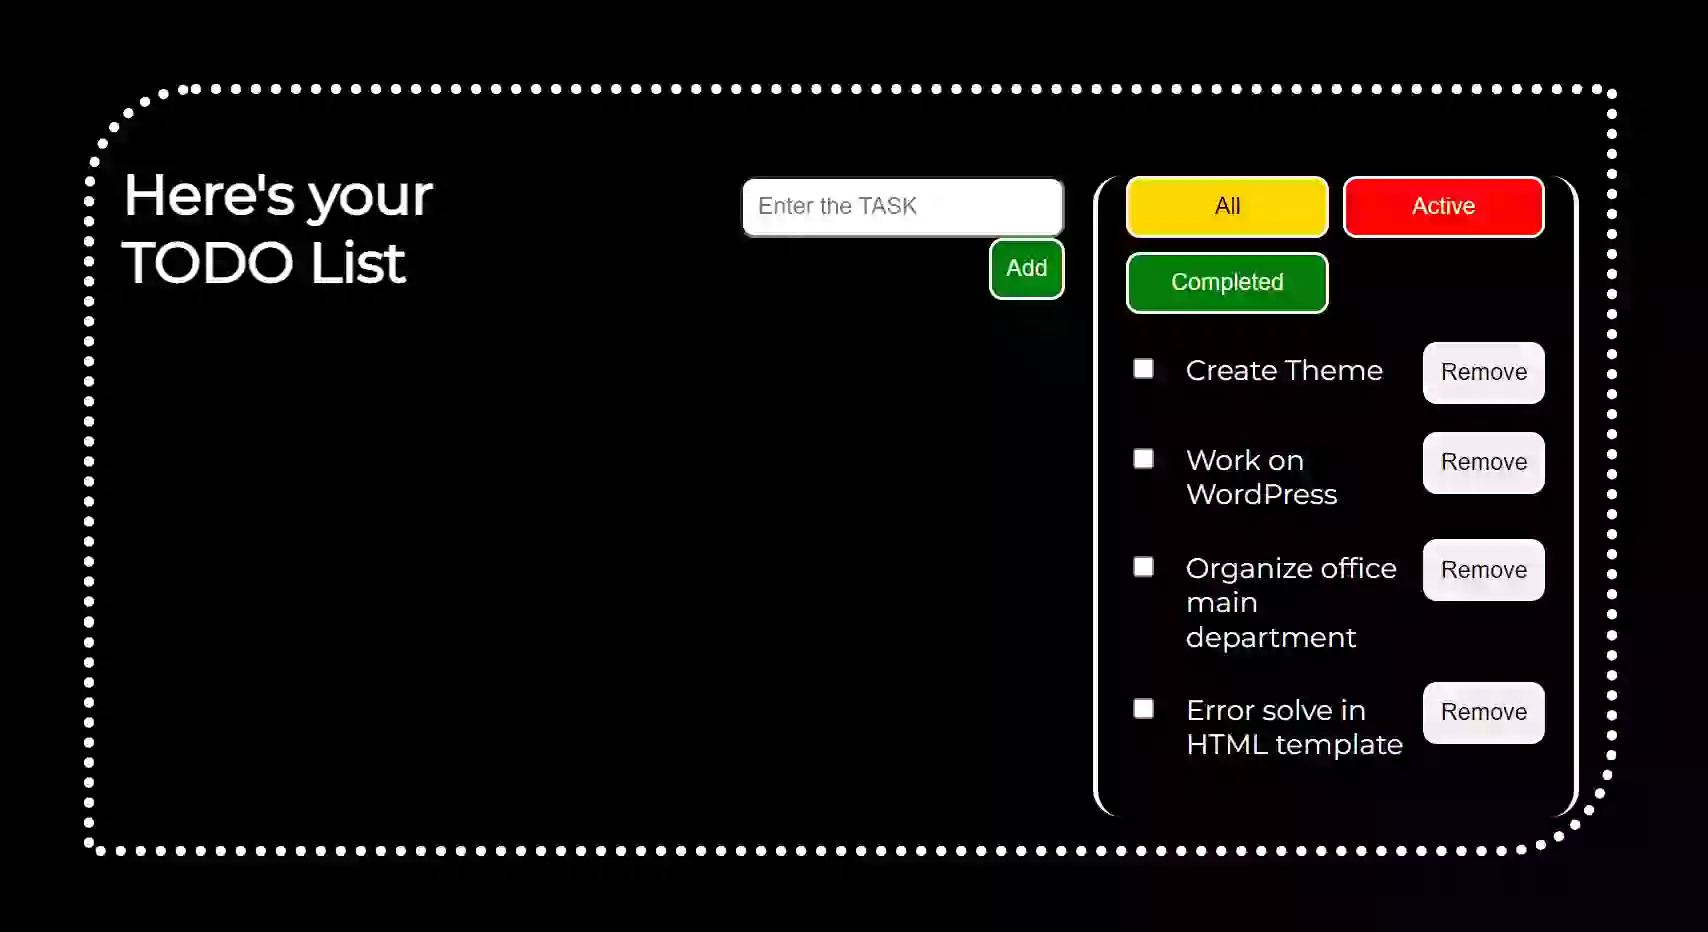 Here's your
TODO List
Enter the TASK
Add
All
Active
Completed
Create Theme
Remove
Work on
WordPress
Remove
Organize office
main
department
Remove
Error solve in
HTML template
Remove